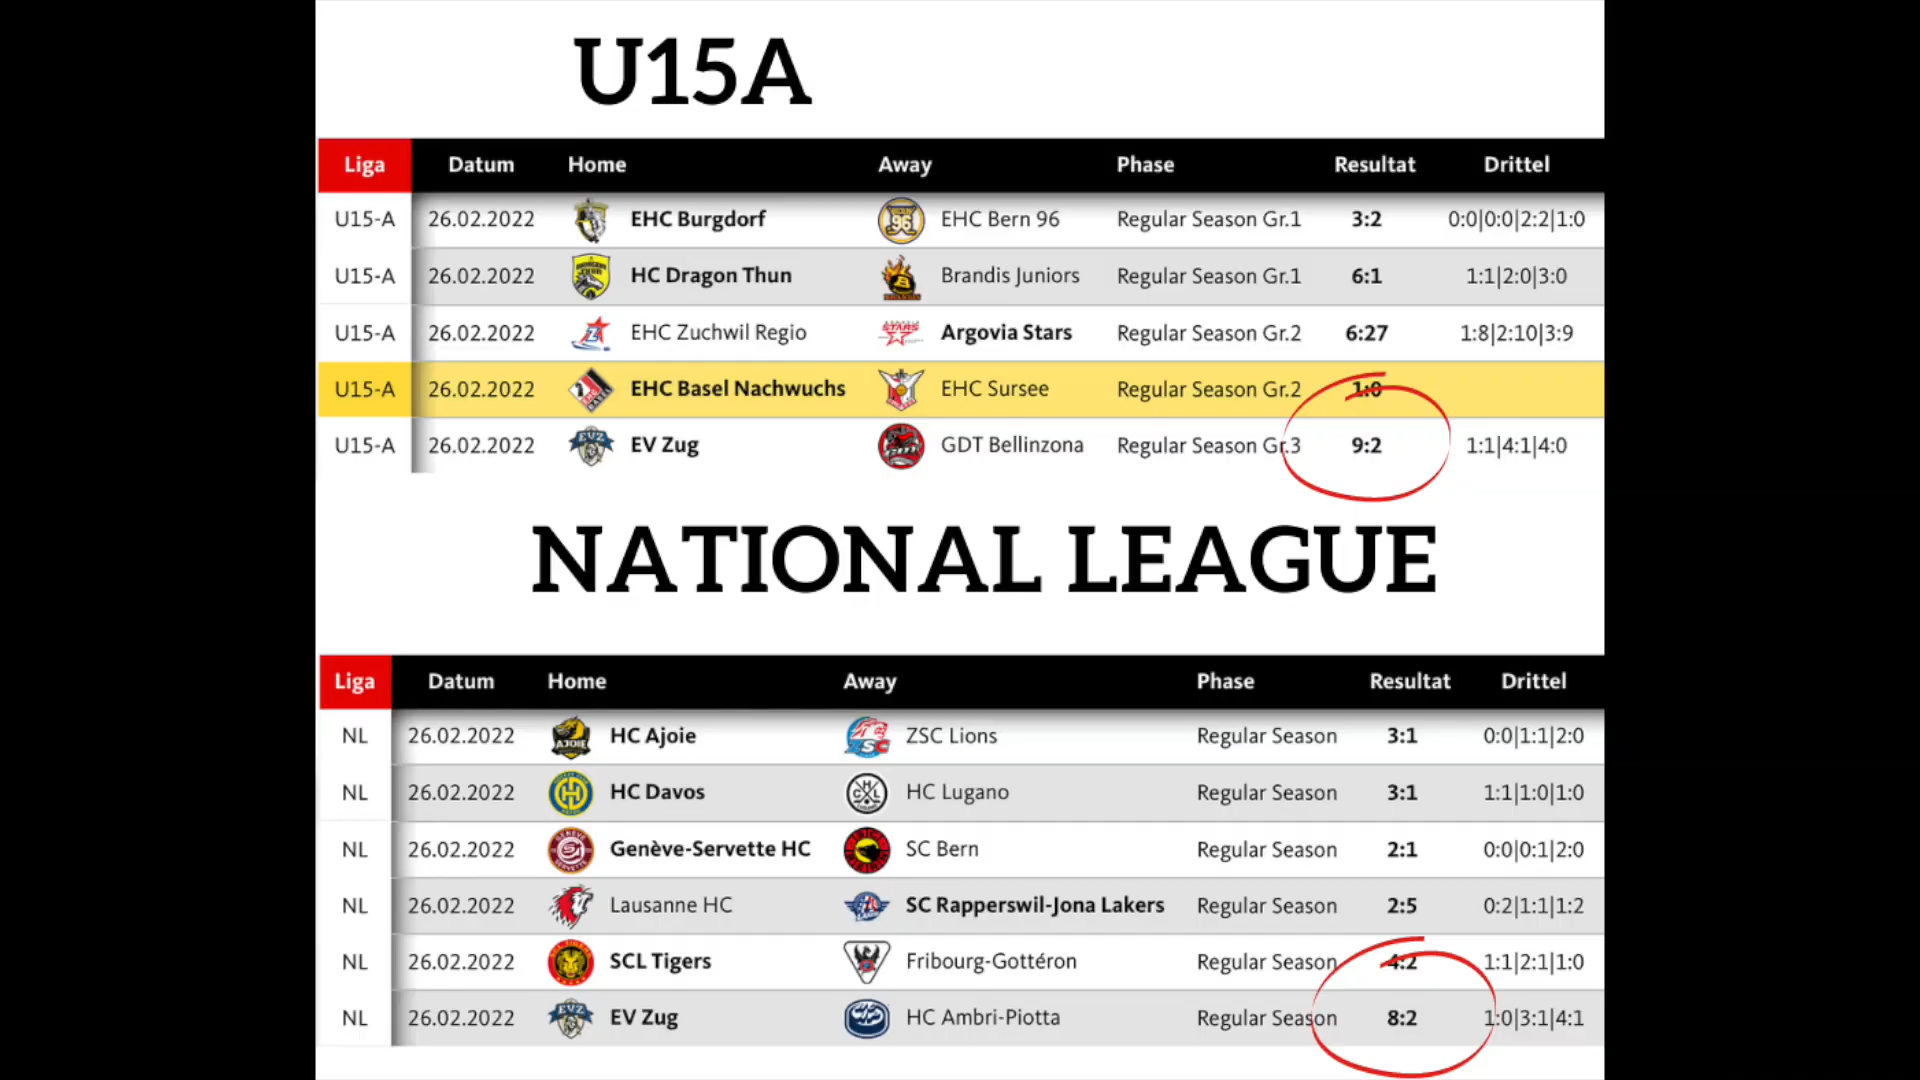 U15A
Liga Datum Home Away Phase Resultat Drittel
U15-A 26.02.2022 EHC Burgdorf EHC Bern 96 Regular Season Gr.1 3:2 0:0|0:0|2:2|1:0
U15-A 26.02.2022 HC Dragon Thun Brandis Juniors Regular Season Gr.1 6:1 1:1|2:0|3:0
U15-A 26.02.2022 EHC Zuchwil Regio Argovia Stars Regular Season Gr.2 6:27 1:8|2:10|3:9
U15-A 26.02.2022 EHC Basel Nachwuchs EHC Sursee Regular Season Gr.2 1:0
U15-A 26.02.2022 EV Zug GDT Bellinzona Regular Season Gr.3 9:2 1:1|4:1|4:0
NATIONAL LEAGUE
Liga Datum Home Away Phase Resultat Drittel
NL 26.02.2022 HC Ajoie ZSC Lions Regular Season 3:1 0:0|1:1|2:0
NL 26.02.2022 HC Davos HC Lugano Regular Season 3:1 1:1|1:0|1:0
NL 26.02.2022 Genève-Servette HC SC Bern Regular Season 2:1 0:0|0:1|2:0
NL 26.02.2022 Lausanne HC SC Rapperswil-Jona Lakers Regular Season 2:5 0:2|1:1|1:2
NL 26.02.2022 SCL Tigers Fribourg-Gottéron Regular Season 4:2 1:1|2:1|1:0
NL 26.02.2022 EV Zug HC Ambri-Piotta Regular Season 8:2 1:0|3:1|4:1